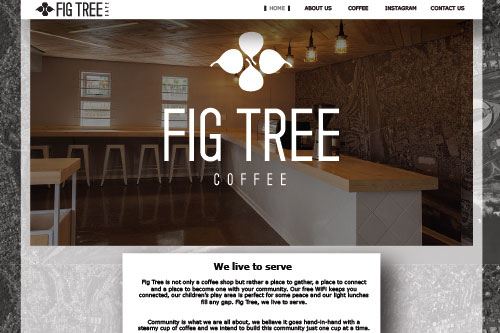 FIG TREE CAFE
HOME ABOUT US COFFEE INSTAGRAM CONTACT US
FIG TREE
COFFEE
We live to serve
Fig Tree is not only a coffee shop but rather a place to gather, a place to connect
and a place to become one with your community. Our free WiFi keeps you
connected, our children's play area is perfect for some peace and our light lunches
fill any gap. Fig Tree, we live to serve.
Community is what we are all about, we believe it goes hand-in-hand with a
steamy cup of coffee and we intend to build this community just one cup at a time.